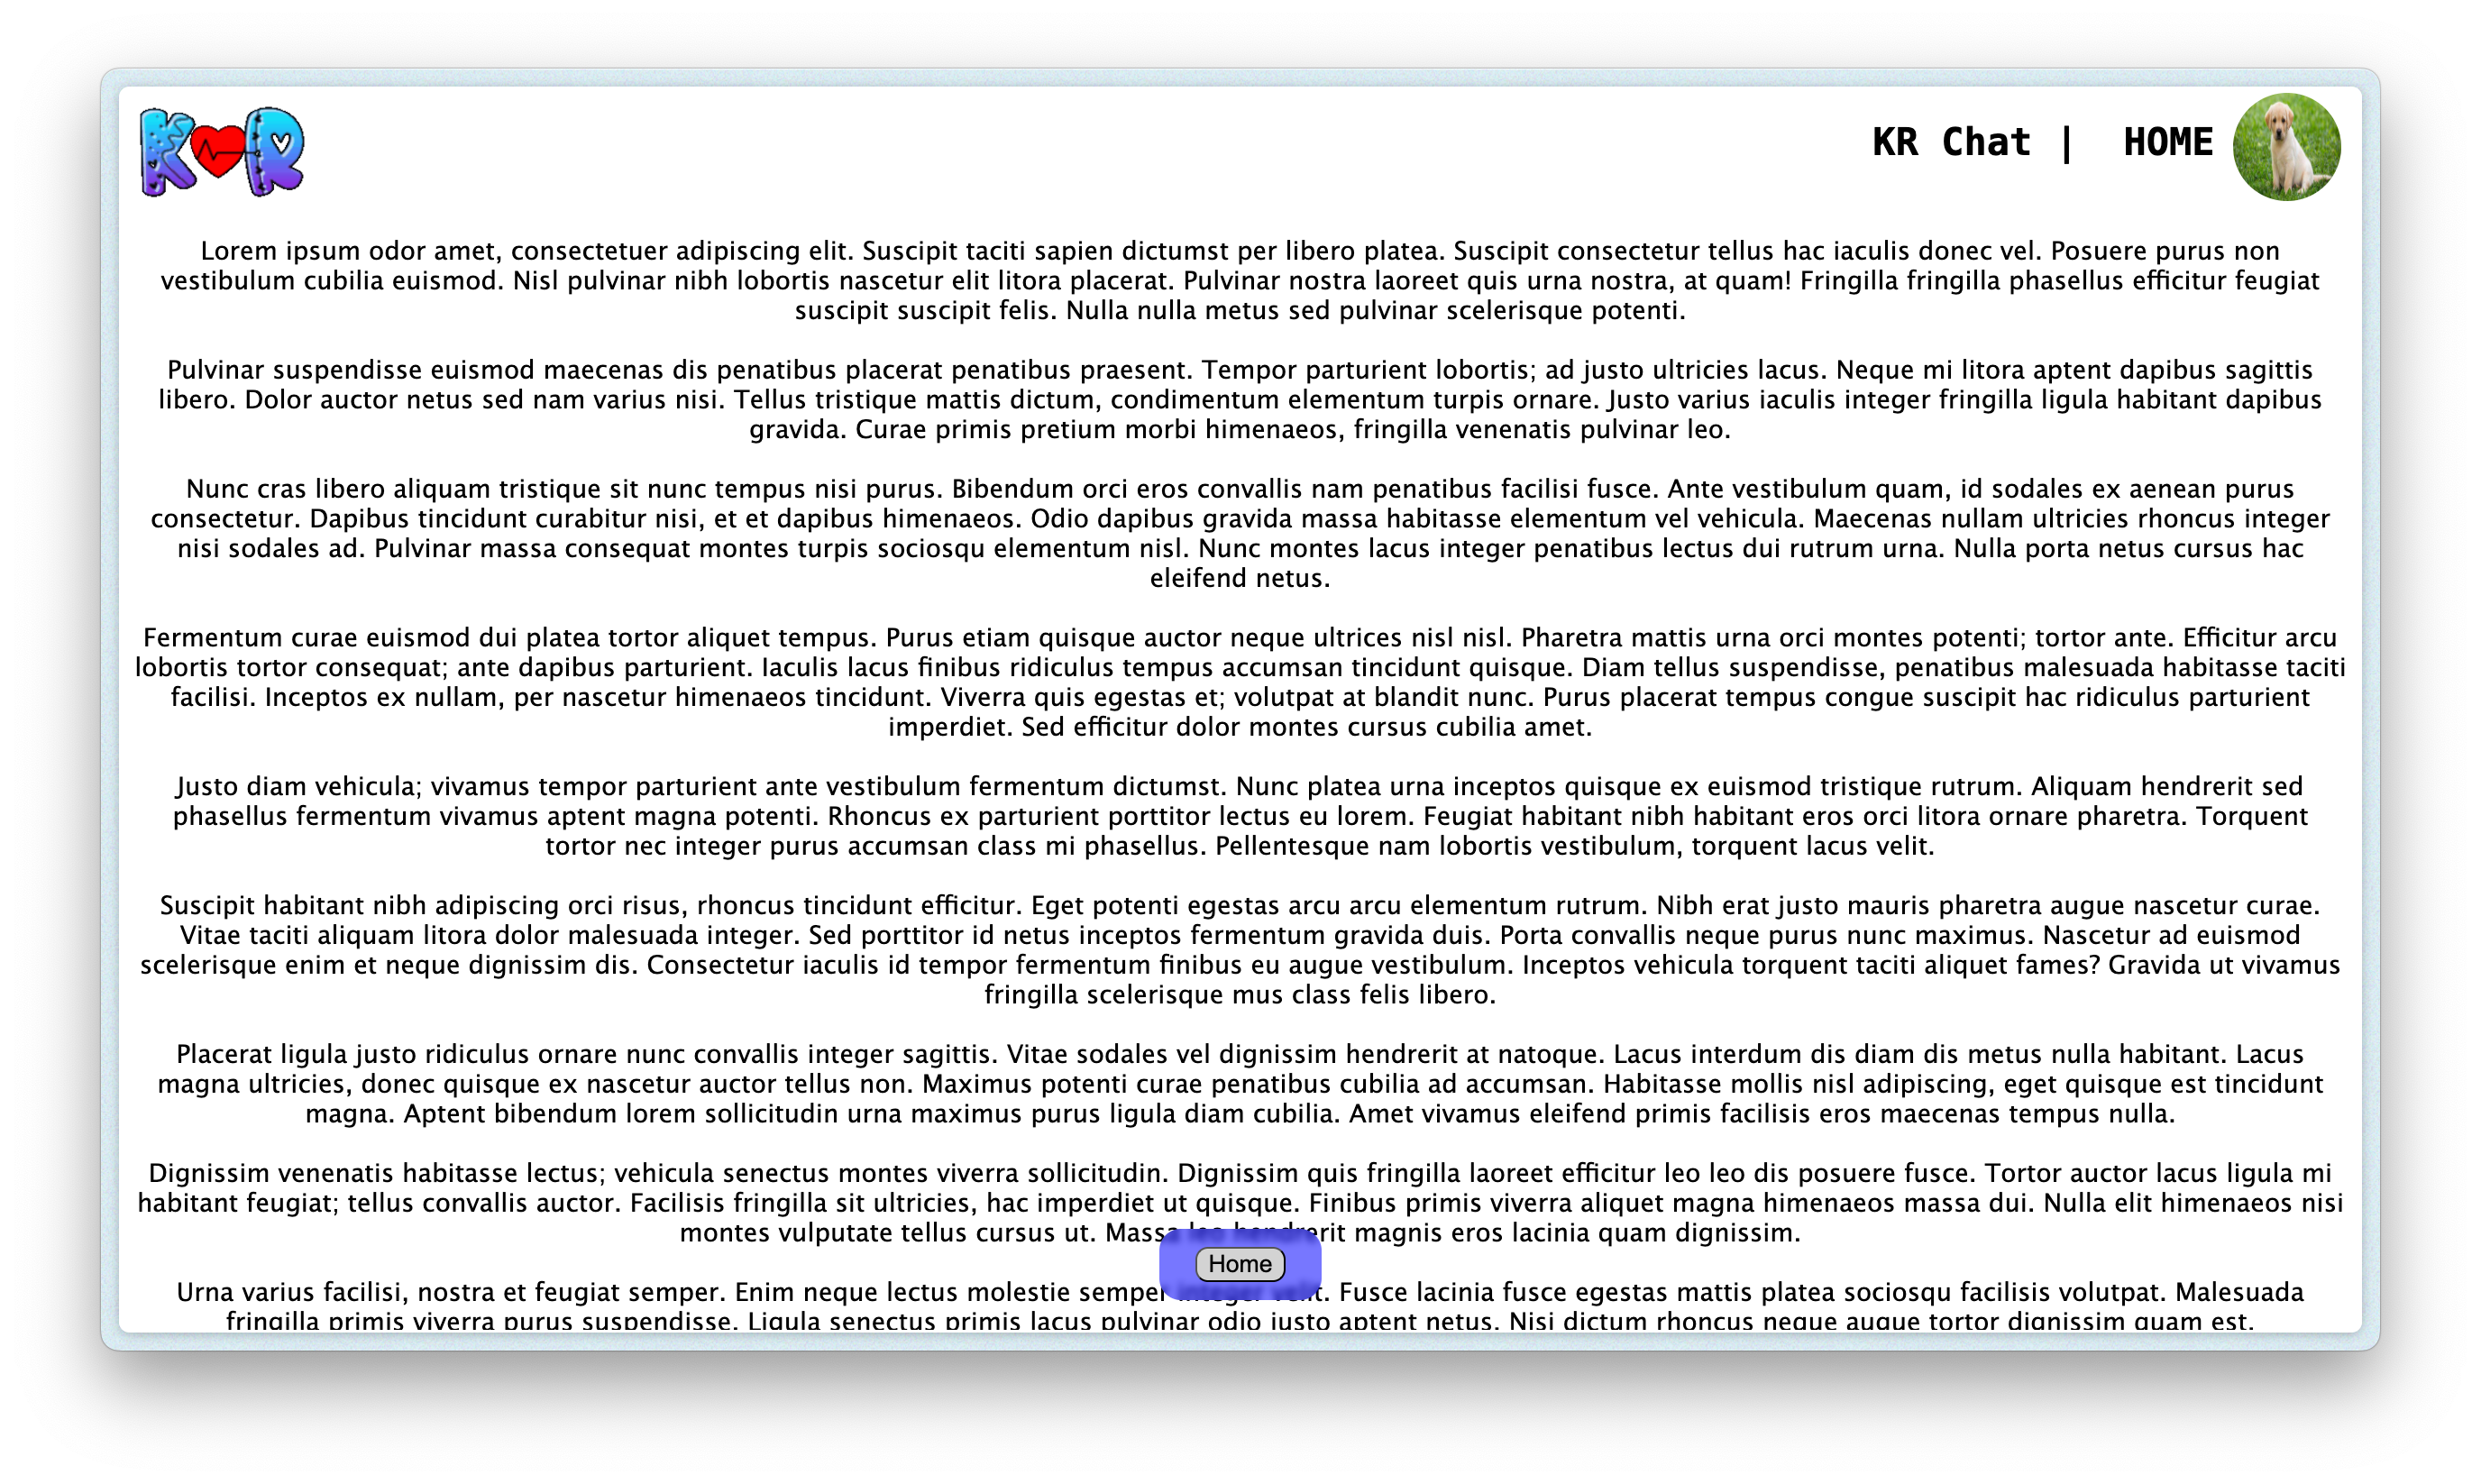 K R
KR Chat | HOME
Lorem ipsum odor amet, consectetuer adipiscing elit. Suscipit taciti sapien dictumst per libero platea. Suscipit consectetur tellus hac iaculis donec vel. Posuere purus non
vestibulum cubilia euismod. Nisl pulvinar nibh lobortis nascetur elit litora placerat. Pulvinar nostra laoreet quis urna nostra, at quam! Fringilla fringilla phasellus efficitur feugiat
suscipit suscipit felis. Nulla nulla metus sed pulvinar scelerisque potenti.
Pulvinar suspendisse euismod maecenas dis penatibus placerat penatibus praesent. Tempor parturient lobortis; ad justo ultricies lacus. Neque mi litora aptent dapibus sagittis
libero. Dolor auctor netus sed nam varius nisi. Tellus tristique mattis dictum, condimentum elementum turpis ornare. Justo varius iaculis integer fringilla ligula habitant dapibus
gravida. Curae primis pretium morbi himenaeos, fringilla venenatis pulvinar leo.
Nunc cras libero aliquam tristique sit nunc tempus nisi purus. Bibendum orci eros convallis nam penatibus facilisi fusce. Ante vestibulum quam, id sodales ex aenean purus
consectetur. Dapibus tincidunt curabitur nisi, et et dapibus himenaeos. Odio dapibus gravida massa habitasse elementum vel vehicula. Maecenas nullam ultricies rhoncus integer
nisi sodales ad. Pulvinar massa consequat montes turpis sociosqu elementum nisl. Nunc montes lacus integer penatibus lectus dui rutrum urna. Nulla porta netus cursus hac
eleifend netus.
Fermentum curae euismod dui platea tortor aliquet tempus. Purus etiam quisque auctor neque ultrices nisl nisl. Pharetra mattis urna orci montes potenti; tortor ante. Efficitur arcu
lobortis tortor consequat; ante dapibus parturient. Iaculis lacus finibus ridiculus tempus accumsan tincidunt quisque. Diam tellus suspendisse, penatibus malesuada habitasse taciti
facilisi. Inceptos ex nullam, per nascetur himenaeos tincidunt. Viverra quis egestas et; volutpat at blandit nunc. Purus placerat tempus congue suscipit hac ridiculus parturient
imperdiet. Sed efficitur dolor montes cursus cubilia amet.
Justo diam vehicula; vivamus tempor parturient ante vestibulum fermentum dictumst. Nunc platea urna inceptos quisque ex euismod tristique rutrum. Aliquam hendrerit sed
phasellus fermentum vivamus aptent magna potenti. Rhoncus ex parturient porttitor lectus eu lorem. Feugiat habitant nibh habitant eros orci litora ornare pharetra. Torquent
tortor nec integer purus accumsan class mi phasellus. Pellentesque nam lobortis vestibulum, torquent lacus velit.
Suscipit habitant nibh adipiscing orci risus, rhoncus tincidunt efficitur. Eget potenti egestas arcu arcu elementum rutrum. Nibh erat justo mauris pharetra augue nascetur curae.
Vitae taciti aliquam litora dolor malesuada integer. Sed porttitor id netus inceptos fermentum gravida duis. Porta convallis neque purus nunc maximus. Nascetur ad euismod
scelerisque enim et neque dignissim dis. Consectetur iaculis id tempor fermentum finibus eu augue vestibulum. Inceptos vehicula torquent taciti aliquet fames? Gravida ut vivamus
fringilla scelerisque mus class felis libero.
Placerat ligula justo ridiculus ornare nunc convallis integer sagittis. Vitae sodales vel dignissim hendrerit at natoque. Lacus interdum dis diam dis metus nulla habitant. Lacus
magna ultricies, donec quisque ex nascetur auctor tellus non. Maximus potenti curae penatibus cubilia ad accumsan. Habitasse mollis nisl adipiscing, eget quisque est tincidunt
magna. Aptent bibendum lorem sollicitudin urna maximus purus ligula diam cubilia. Amet vivamus eleifend primis facilisis eros maecenas tempus nulla.
Dignissim venenatis habitasse lectus; vehicula senectus montes viverra sollicitudin. Dignissim quis fringilla laoreet efficitur leo leo dis posuere fusce. Tortor auctor lacus ligula mi
habitant feugiat; tellus convallis auctor. Facilisis fringilla sit ultricies, hac imperdiet ut quisque. Finibus primis viverra aliquet magna himenaeos massa dui. Nulla elit himenaeos nisi
montes vulputate tellus cursus ut. Massa leo hendrerit magnis eros lacinia quam dignissim.
Home
Urna varius facilisi, nostra et feugiat semper. Enim neque lectus molestie semper integer velit. Fusce lacinia fusce egestas mattis platea sociosqu facilisis volutpat. Malesuada
fringilla primis viverra purus suspendisse. Ligula senectus primis lacus pulvinar odio justo aptent netus. Nisi dictum rhoncus neque augue tortor dignissim quam est.